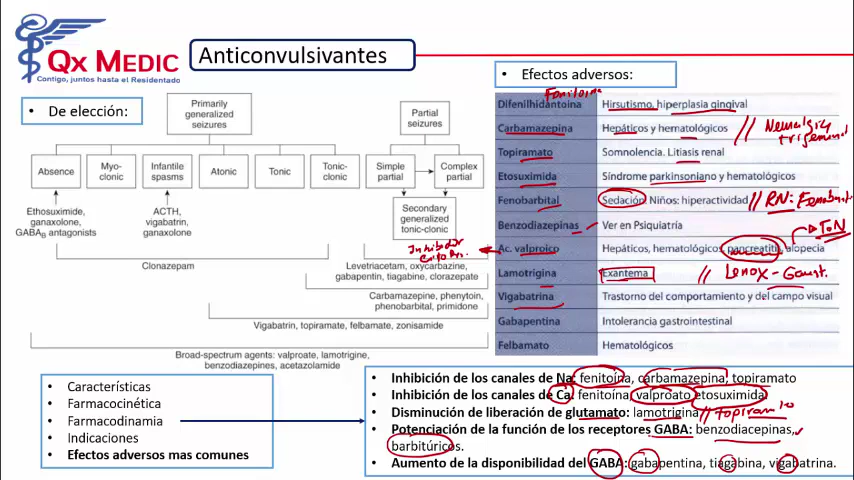 Qx MEDIC
Contigo, juntos hasta el Residentado
Anticonvulsivantes
• De elección:
Primarily
generalized
seizures
Partial
seizures
Absence
Myo-
clonic
Infantile
spasms
Atonic
Tonic
Tonic-
clonic
Simple
partial
Complex
partial
Ethosuximide,
ganaxolone,
GABAB antagonists
ACTH,
vigabatrin,
ganaxolone
Secondary
generalized
tonic-clonic
Inhibidor
Clonazepam
Levetriacetam, oxycarbazine,
gabapentin, tiagabine, clorazepate
Carbamazepine, phenytoin,
phenobarbital, primidone
Vigabatrin, topiramate, felbamate, zonisamide
Broad-spectrum agents: valproate, lamotrigine,
benzodiazepines, acetazolamide
• Efectos adversos:
Fenitoína
Difenilhidantoina Hirsutismo, hiperplasia gingival
Carbamazepina Hepáticos y hematológicos // Neuralgia
trigeminal
Topiramato Somnolencia. Litiasis renal
Etosuximida Síndrome parkinsoniano y hematológicos
Fenobarbital Sedación. Niños: hiperactividad // RN: Fenobarbital
Benzodiazepinas Ver en Psiquiatría
TDN
Ac. valproico Hepáticos, hematológicos, pancreatitis, alopecia
Lamotrigina Exantema // Lenox-Gaust.
Vigabatrina Trastorno del comportamiento y del campo visual
Gabapentina Intolerancia gastrointestinal
Felbamato Hematológicos
• Características
• Farmacocinética
• Farmacodinamia
• Indicaciones
• Efectos adversos mas comunes
• Inhibición de los canales de Na: fenitoína, carbamazepina, topiramato
• Inhibición de los canales de Ca: fenitoína, valproato etosuximida
• Disminución de liberación de glutamato: lamotrigina // topiramato
• Potenciación de la función de los receptores GABA: benzodiacepinas,
barbitúricos.
• Aumento de la disponibilidad del GABA: gabapentina, tiagabina, vigabatrina.